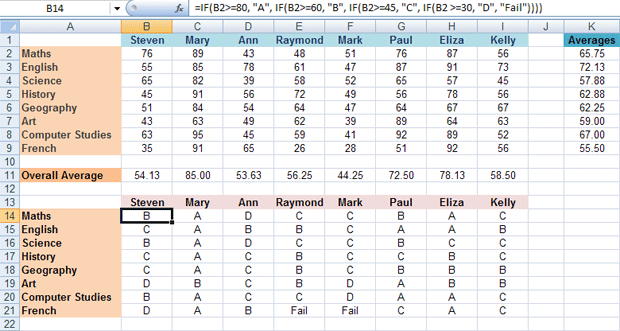 B14 fx =IF(B2>=80, "A", IF(B2>=60, "B", IF(B2>=45, "C", IF(B2 >=30, "D", "Fail"))))
A B C D E F G H I J K
1 Steven Mary Ann Raymond Mark Paul Eliza Kelly Averages
2 Maths 76 89 43 48 51 76 87 56 65.75
3 English 55 85 78 61 47 87 91 73 72.13
4 Science 65 82 39 58 52 65 57 45 57.88
5 History 45 91 56 72 49 56 78 56 62.88
6 Geography 51 84 54 64 47 64 67 67 62.25
7 Art 43 63 49 62 39 89 64 63 59.00
8 Computer Studies 63 95 45 59 41 92 89 52 67.00
9 French 35 91 65 26 28 51 92 56 55.50
10
11 Overall Average 54.13 85.00 53.63 56.25 44.25 72.50 78.13 58.50
12
13 Steven Mary Ann Raymond Mark Paul Eliza Kelly
14 Maths B A D C C B A C
15 English C A B B C A A B
16 Science B A D C C B C C
17 History C A C B C C B C
18 Geography C A C B C B B B
19 Art D B C B D A B B
20 Computer Studies B A C C D A A C
21 French D A B Fail Fail C A C
22